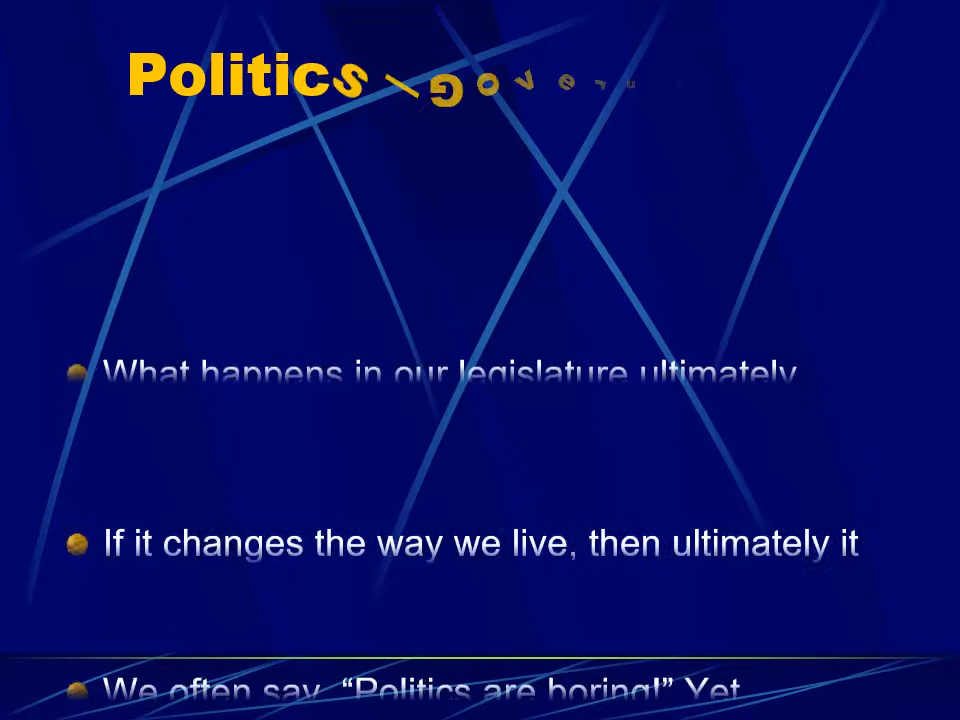 Politics / Govern
What happens in our legislature ultimately
If it changes the way we live, then ultimately it
We often say, “Politics are boring!” Yet